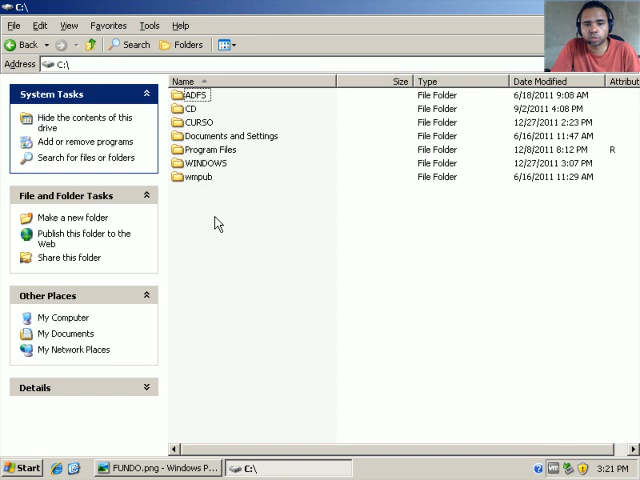 C:\
File Edit View Favorites Tools Help
Back Search Folders
Address C:\
Name Size Type Date Modified Attribut
ADFS File Folder 6/18/2011 9:08 AM
CD File Folder 9/2/2011 4:08 PM
CURSO File Folder 12/27/2011 2:23 PM
Documents and Settings File Folder 6/16/2011 11:47 AM
Program Files File Folder 12/8/2011 8:12 PM R
WINDOWS File Folder 12/27/2011 3:07 PM
wmpub File Folder 6/16/2011 11:29 AM
System Tasks
Hide the contents of this
drive
Add or remove programs
Search for files or folders
File and Folder Tasks
Make a new folder
Publish this folder to the
Web
Share this folder
Other Places
My Computer
My Documents
My Network Places
Details
Start FUNDO.png - Windows P... C:\ 3:21 PM